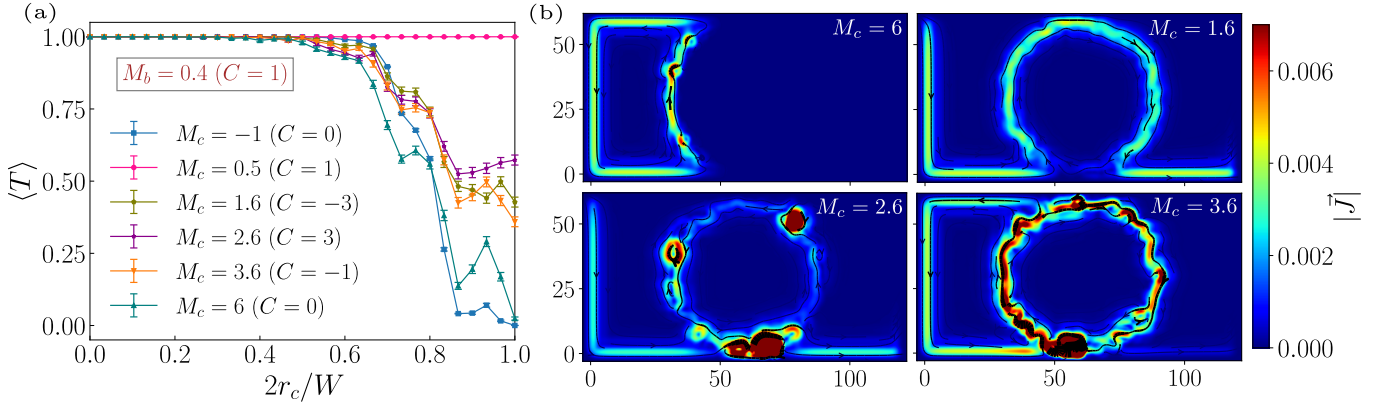 (a)
1.00
0.75
0.50
0.25
0.00
⟨T⟩
M_b = 0.4 (C = 1)
M_c = −1 (C = 0)
M_c = 0.5 (C = 1)
M_c = 1.6 (C = −3)
M_c = 2.6 (C = 3)
M_c = 3.6 (C = −1)
M_c = 6 (C = 0)
0.0 0.2 0.4 0.6 0.8 1.0
2r_c/W
(b)
M_c = 6
M_c = 1.6
50
25
0
M_c = 2.6
M_c = 3.6
50
25
0
0 50 100
0 50 100
0.006
0.004
0.002
0.000
|J⃗|